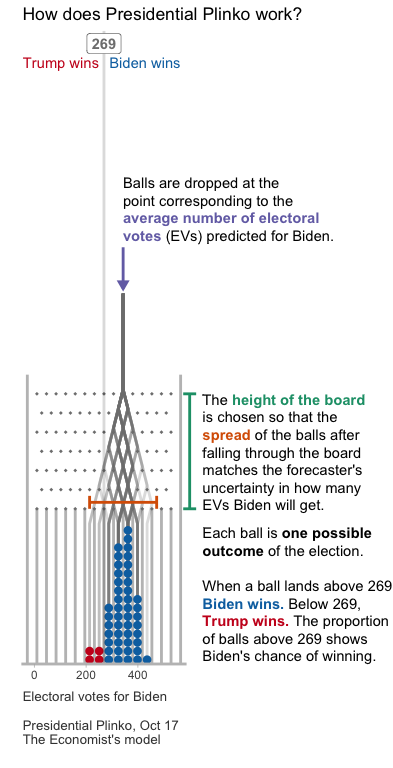 How does Presidential Plinko work?
269
Trump wins Biden wins
Balls are dropped at the
point corresponding to the
average number of electoral
votes (EVs) predicted for Biden.
The height of the board
is chosen so that the
spread of the balls after
falling through the board
matches the forecaster's
uncertainty in how many
EVs Biden will get.
Each ball is one possible
outcome of the election.
When a ball lands above 269
Biden wins. Below 269,
Trump wins. The proportion
of balls above 269 shows
Biden's chance of winning.
0 200 400
Electoral votes for Biden
Presidential Plinko, Oct 17
The Economist's model